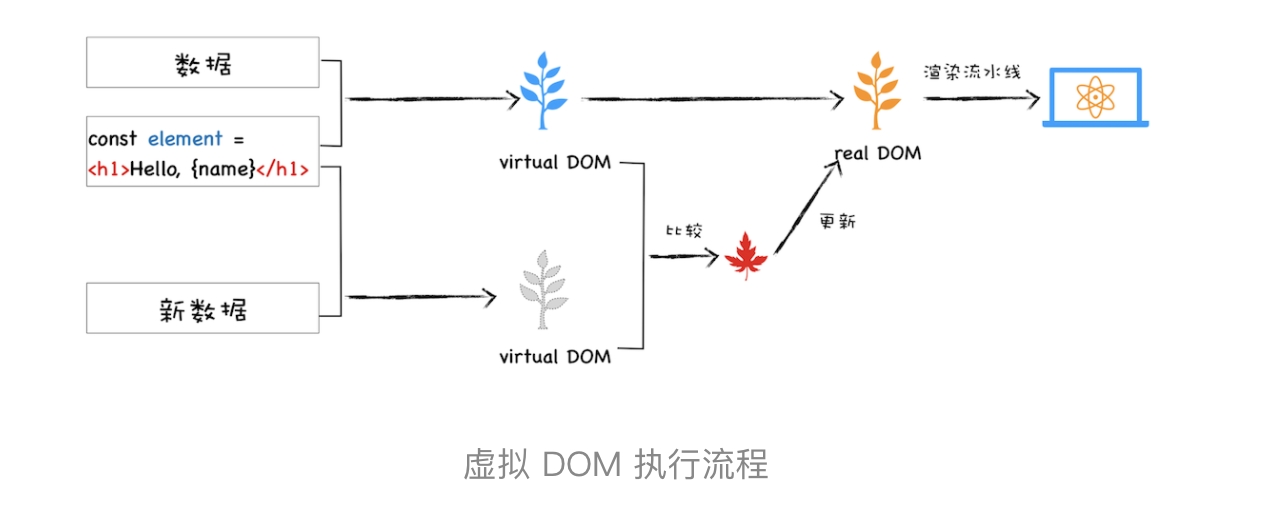 数据
const element =
<h1>Hello, {name}</h1>
新数据
virtual DOM
virtual DOM
比较
更新
real DOM
渲染流水线
虚拟 DOM 执行流程